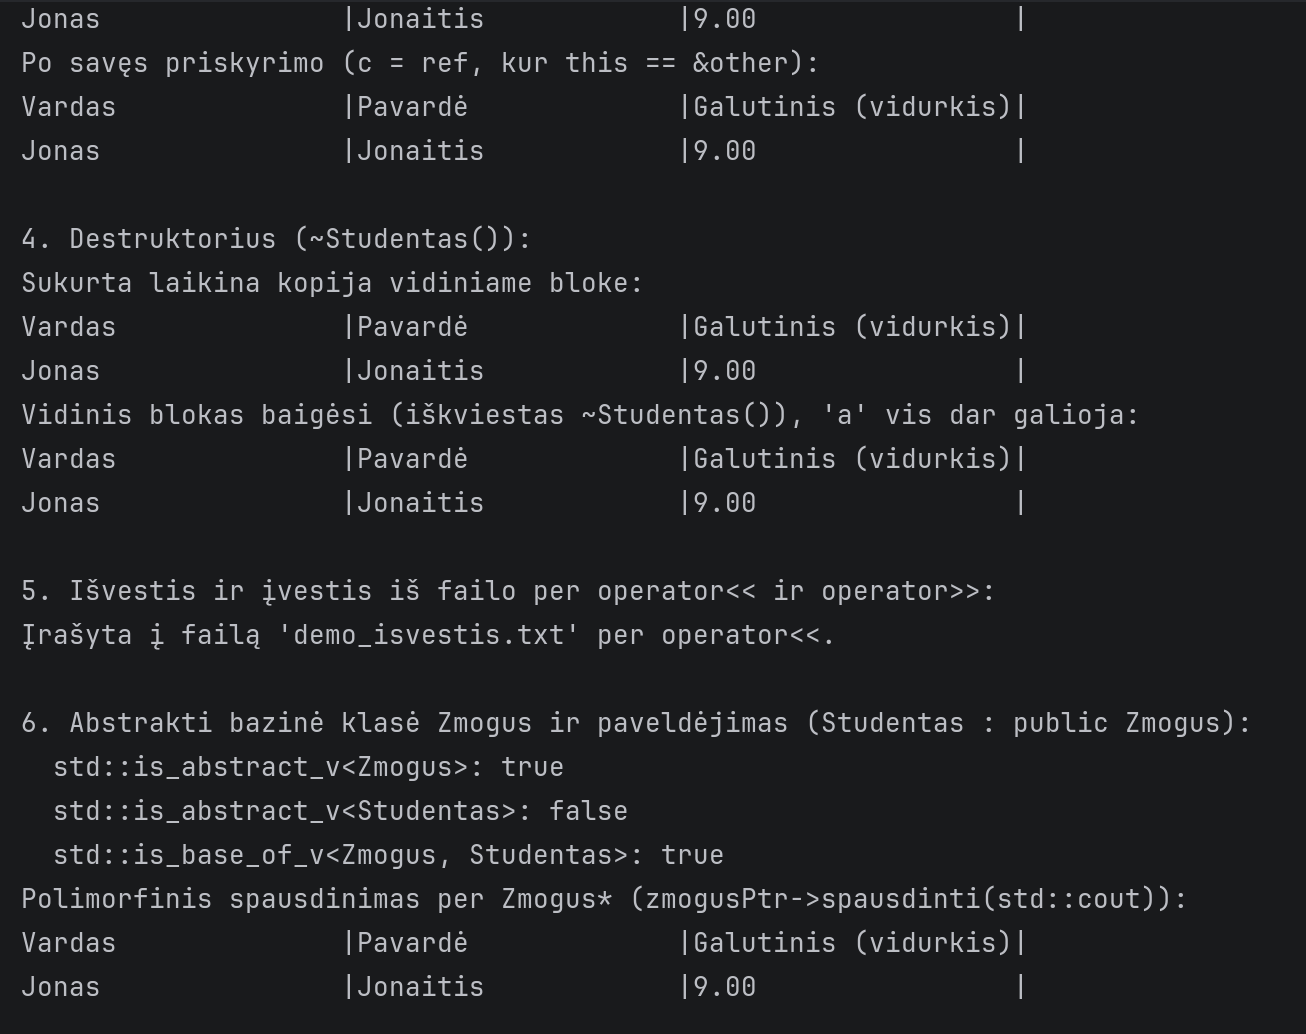 Jonas               |Jonaitis            |9.00                |
Po savęs priskyrimo (c = ref, kur this == &other):
Vardas              |Pavardė             |Galutinis (vidurkis)|
Jonas               |Jonaitis            |9.00                |

4. Destruktorius (~Studentas()):
Sukurta laikina kopija vidiniame bloke:
Vardas              |Pavardė             |Galutinis (vidurkis)|
Jonas               |Jonaitis            |9.00                |
Vidinis blokas baigėsi (iškviestas ~Studentas()), 'a' vis dar galioja:
Vardas              |Pavardė             |Galutinis (vidurkis)|
Jonas               |Jonaitis            |9.00                |

5. Išvestis ir įvestis iš failo per operator<< ir operator>>:
Įrašyta į failą 'demo_isvestis.txt' per operator<<.

6. Abstrakti bazinė klasė Zmogus ir paveldėjimas (Studentas : public Zmogus):
  std::is_abstract_v<Zmogus>: true
  std::is_abstract_v<Studentas>: false
  std::is_base_of_v<Zmogus, Studentas>: true
Polimorfinis spausdinimas per Zmogus* (zmogusPtr->spausdinti(std::cout)):
Vardas              |Pavardė             |Galutinis (vidurkis)|
Jonas               |Jonaitis            |9.00                |